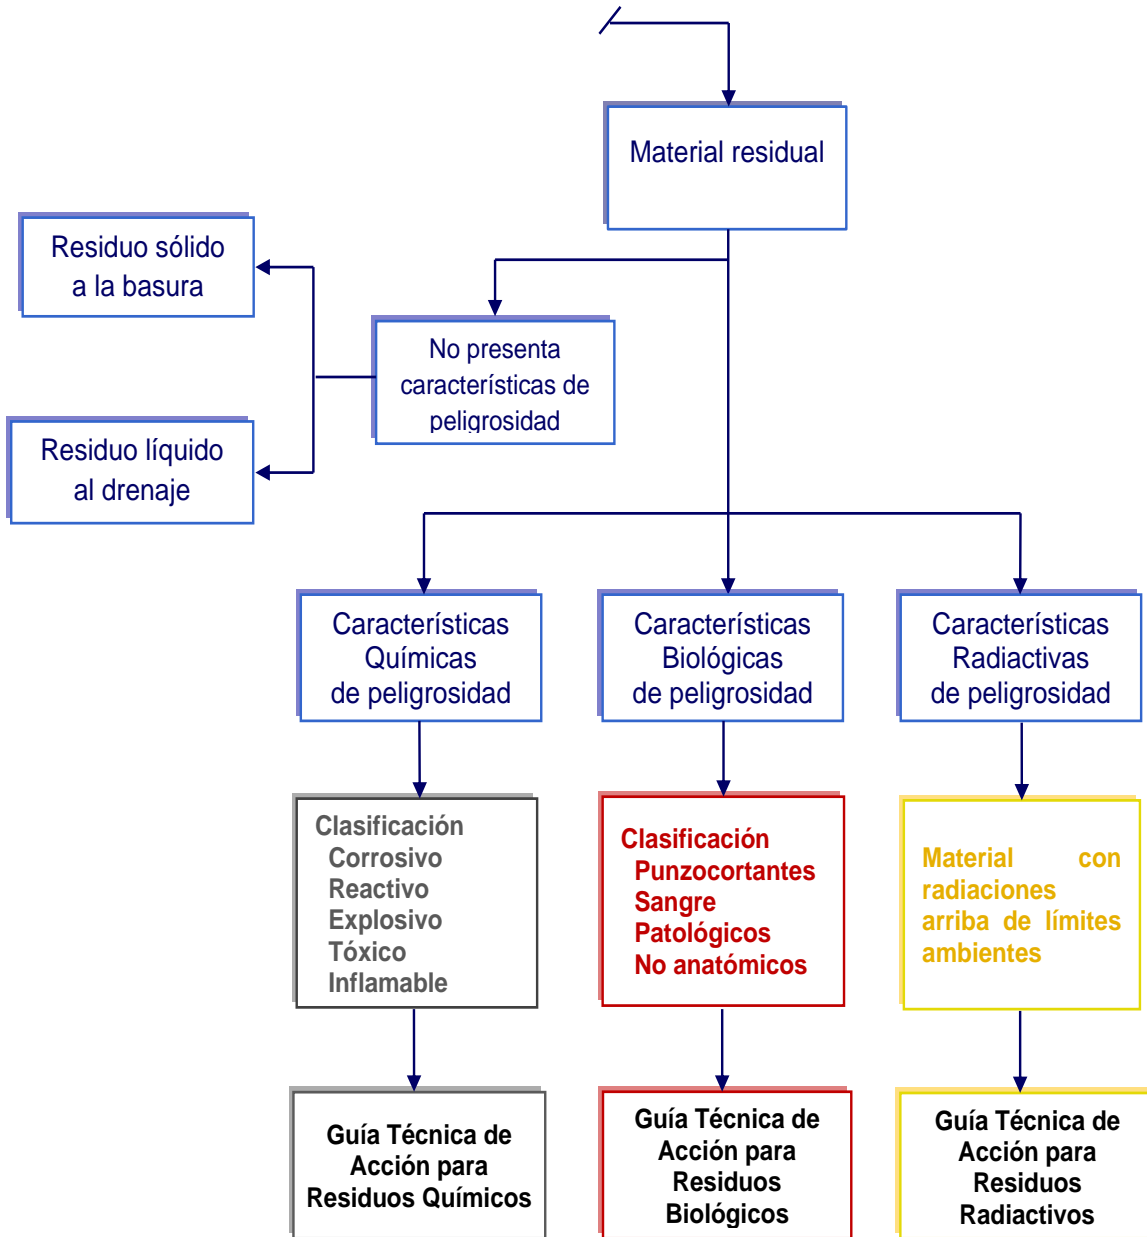 Material residual
Residuo sólido
a la basura
No presenta
características de
peligrosidad
Residuo líquido
al drenaje
Características
Químicas
de peligrosidad
Características
Biológicas
de peligrosidad
Características
Radiactivas
de peligrosidad
Clasificación
Corrosivo
Reactivo
Explosivo
Tóxico
Inflamable
Clasificación
Punzocortantes
Sangre
Patológicos
No anatómicos
Material con
radiaciones
arriba de límites
ambientes
Guía Técnica de
Acción para
Residuos Químicos
Guía Técnica de
Acción para
Residuos
Biológicos
Guía Técnica de
Acción para
Residuos
Radiactivos